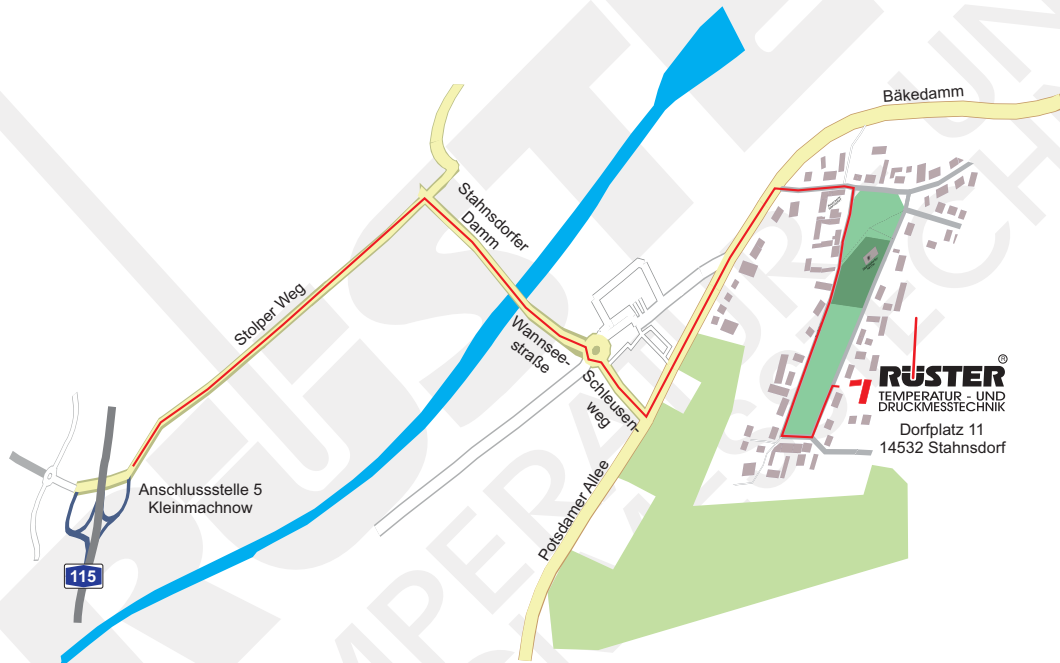 Bäkedamm
Stahnsdorfer
Damm
Stolper Weg
Wannsee-
straße
Schleusen-
weg
RÜSTER®
TEMPERATUR - UND
DRUCKMESSTECHNIK
Dorfplatz 11
14532 Stahnsdorf
Anschlussstelle 5
Kleinmachnow
Potsdamer Allee
115